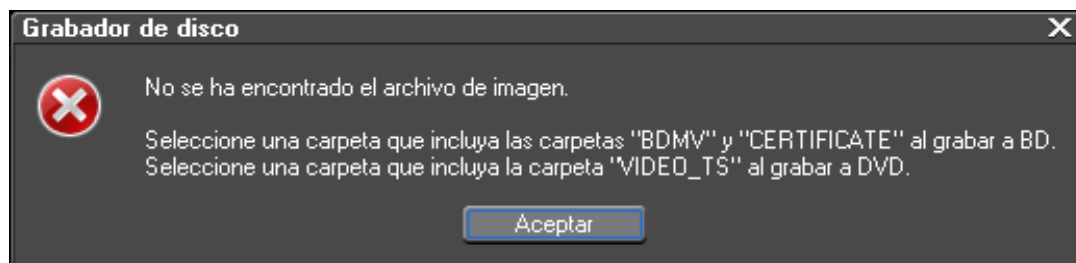 Grabador de disco
No se ha encontrado el archivo de imagen.
Seleccione una carpeta que incluya las carpetas "BDMV" y "CERTIFICATE" al grabar a BD.
Seleccione una carpeta que incluya la carpeta "VIDEO_TS" al grabar a DVD.
Aceptar